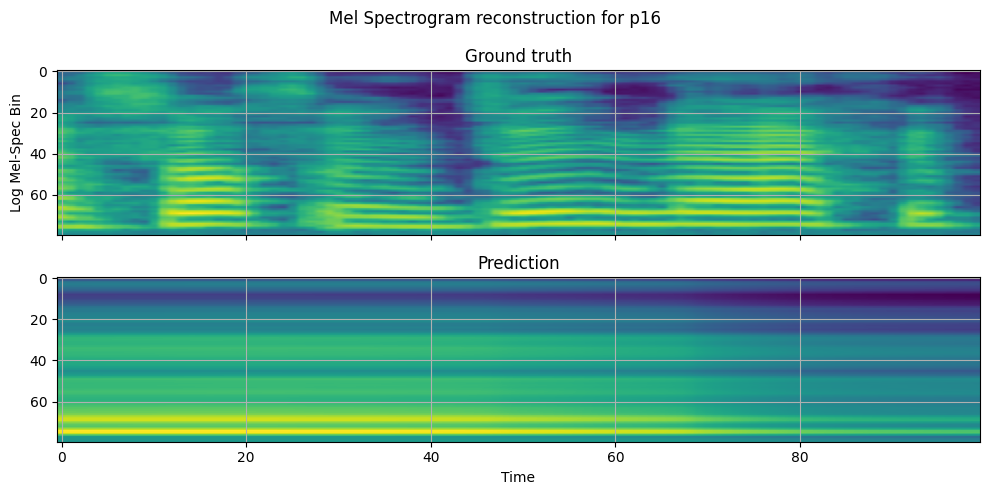 Mel Spectrogram reconstruction for p16
Ground truth
Log Mel-Spec Bin
0
20
40
60
Prediction
0
20
40
60
0 20 40 60 80
Time